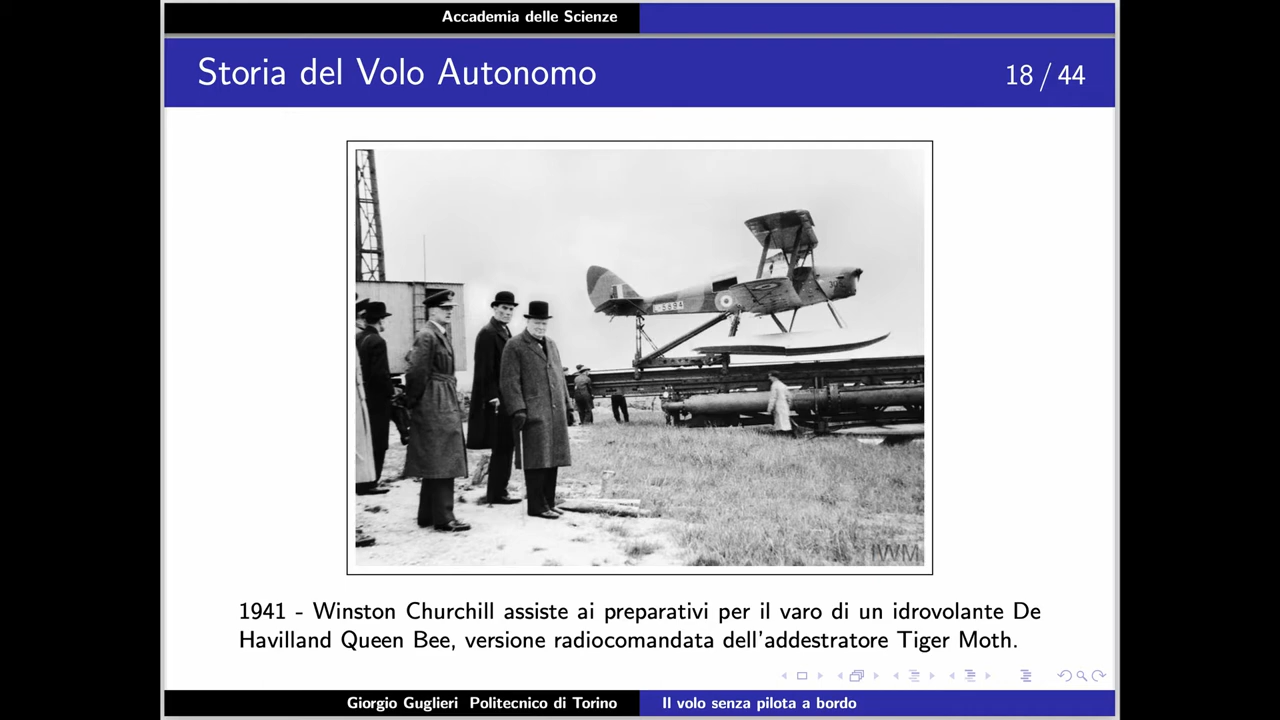 Accademia delle Scienze
Storia del Volo Autonomo
18 / 44
IWM
1941 - Winston Churchill assiste ai preparativi per il varo di un idrovolante De
Havilland Queen Bee, versione radiocomandata dell'addestratore Tiger Moth.
Giorgio Guglieri Politecnico di Torino
Il volo senza pilota a bordo